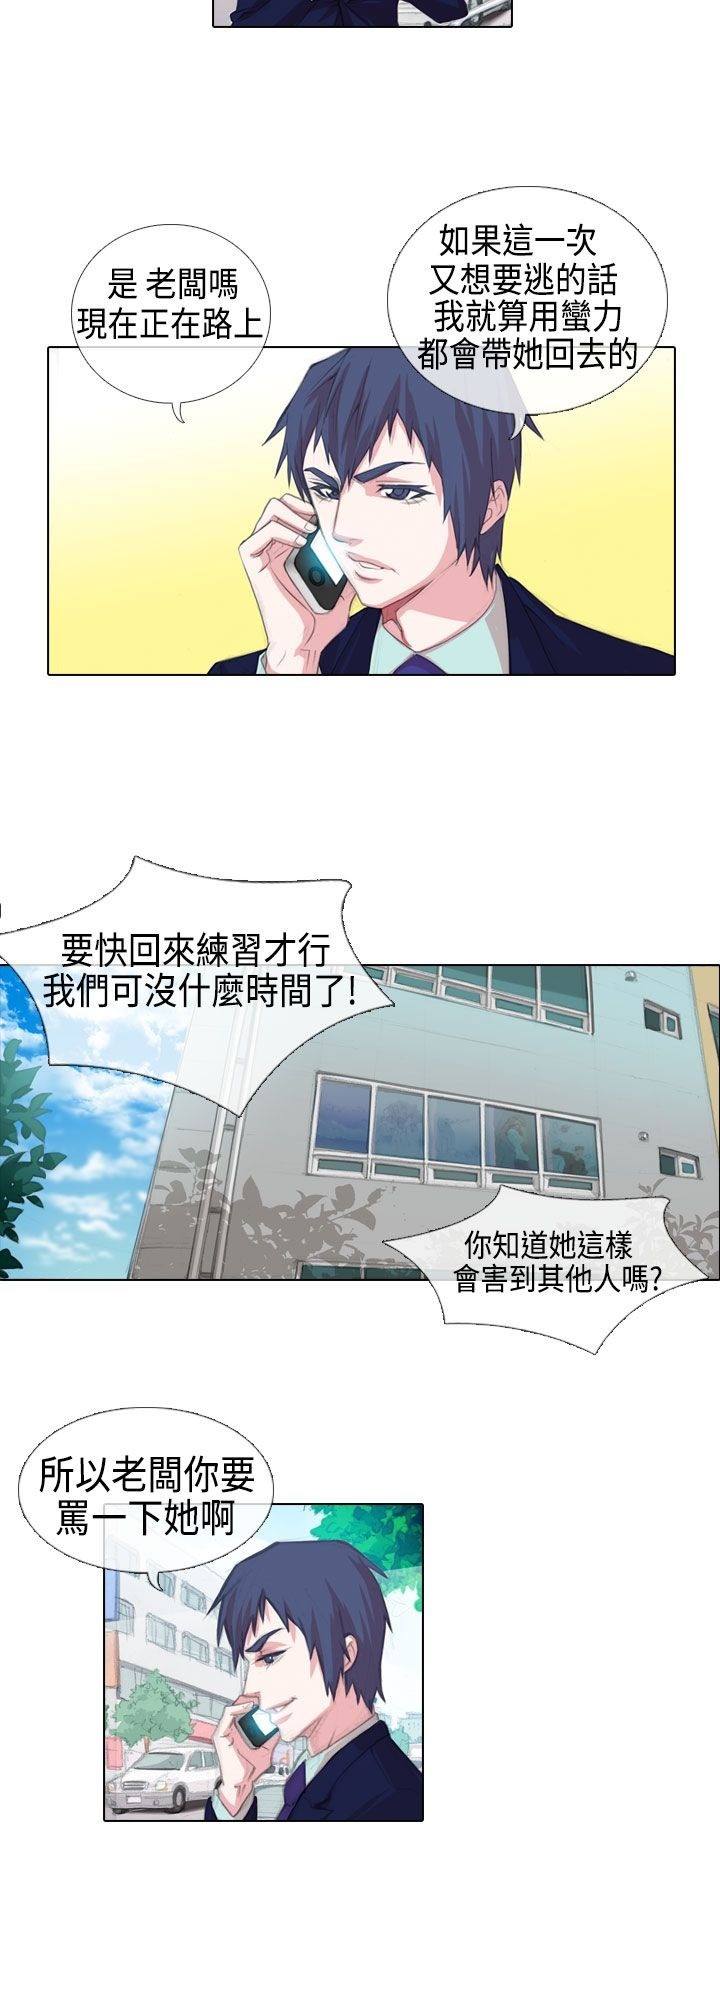 是 老闆嗎
現在正在路上
如果這一次
又想要逃的話
我就算用蠻力
都會帶她回去的
要快回來練習才行
我們可沒什麼時間了!
你知道她這樣
會害到其他人嗎?
所以老闆你要
罵一下她啊